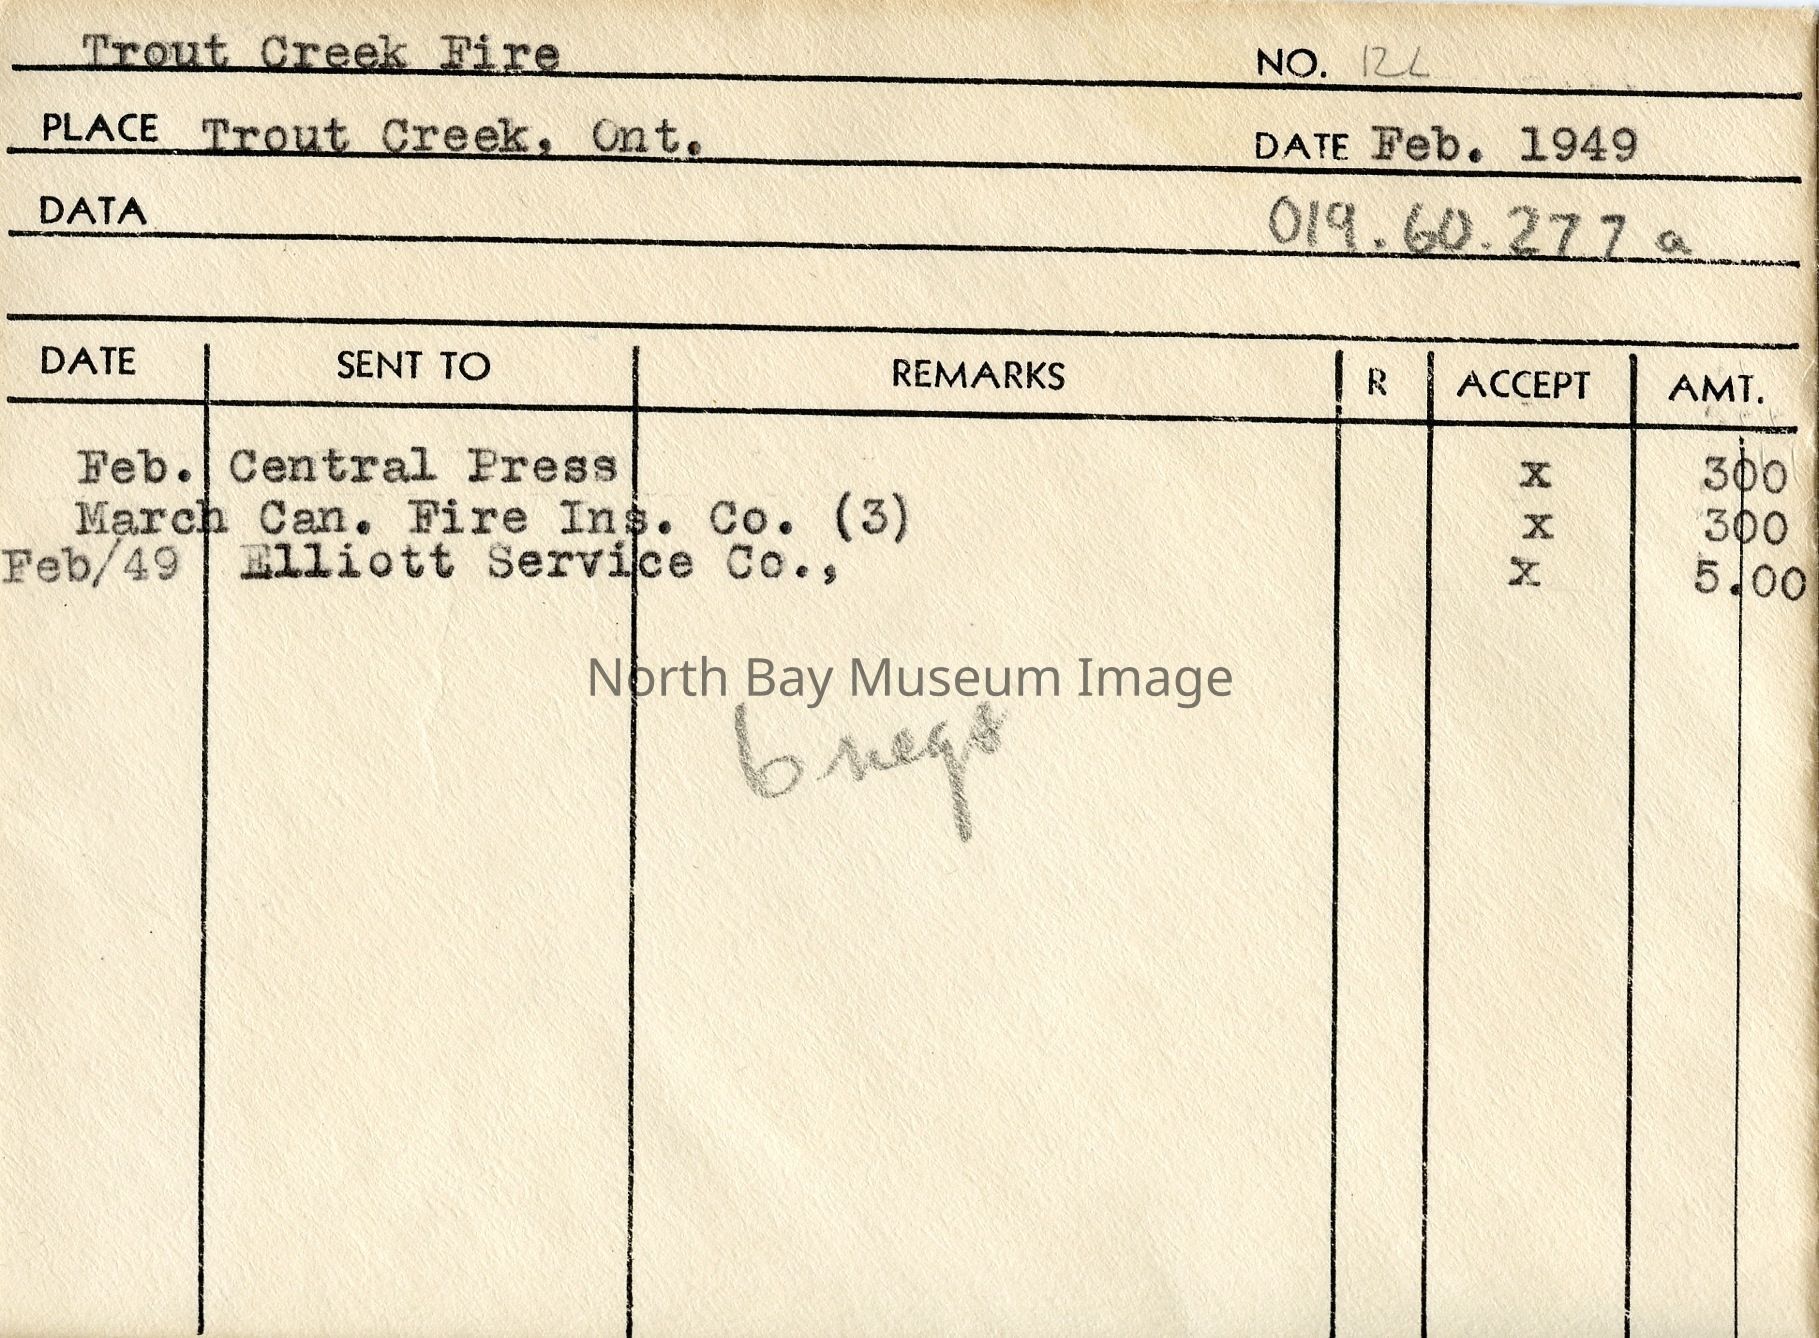 Trout Creek Fire NO.
PLACE Trout Creek, Ont. DATE Feb. 1949
DATA 019.60.277 a
DATE SENT TO REMARKS R ACCEPT AMT.
Feb. Central Press x 300
March Can. Fire Ins. Co. (3) x 300
Feb/49 Elliott Service Co., X 5.00
North Bay Museum Image
6 negs